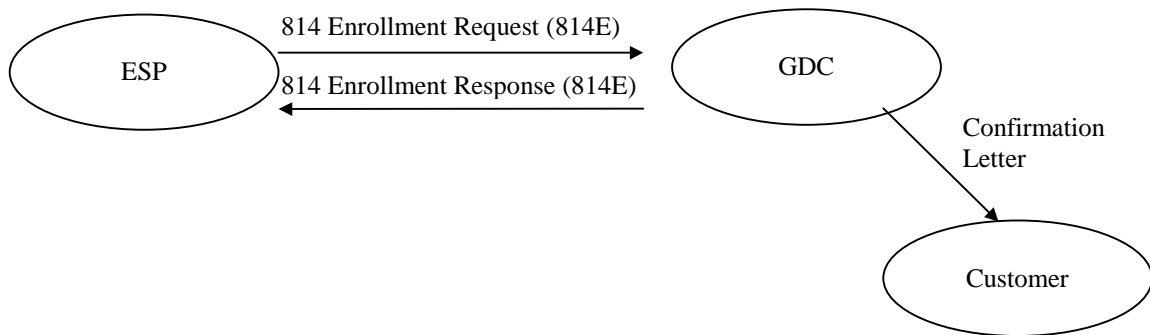 814 Enrollment Request (814E)
ESP
GDC
814 Enrollment Response (814E)
Confirmation
Letter
Customer